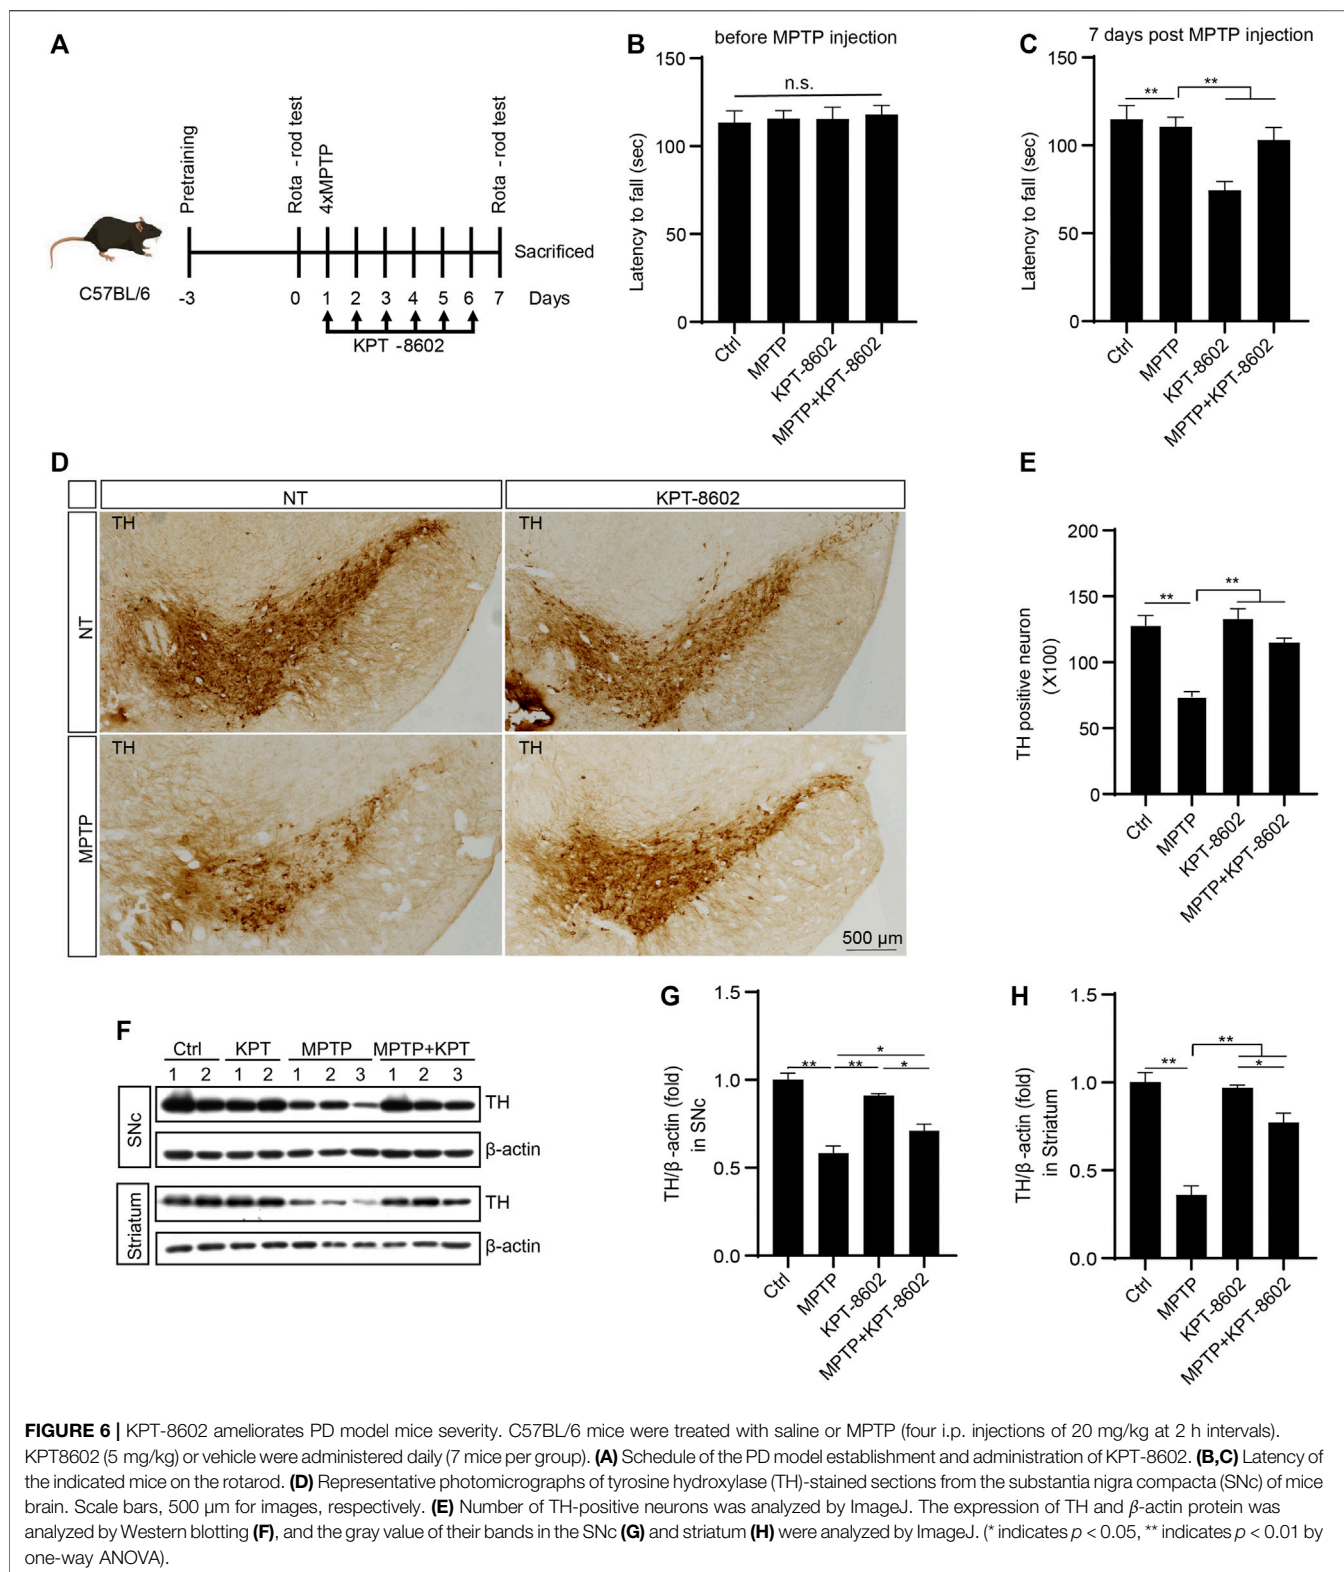 A
Pretraining
Rota - rod test
4xMPTP
Rota - rod test
Sacrificed
C57BL/6
-3 0 1 2 3 4 5 6 7 Days
KPT -8602
B
before MPTP injection
Latency to fall (sec)
150
100
50
0
n.s.
Ctrl
MPTP
KPT-8602
MPTP+KPT-8602
C
7 days post MPTP injection
Latency to fall (sec)
150
100
50
0
** **
Ctrl
MPTP
KPT-8602
MPTP+KPT-8602
D
NT KPT-8602
NT
TH TH
MPTP
TH TH
500 µm
E
TH positive neuron
(X100)
200
150
100
50
0
** **
Ctrl
MPTP
KPT-8602
MPTP+KPT-8602
F
Ctrl KPT MPTP MPTP+KPT
1 2 1 2 1 2 3 1 2 3
SNc
TH
β-actin
Striatum
TH
β-actin
G
TH/β -actin (fold)
in SNc
1.5
1.0
0.5
0.0
*
** ** *
Ctrl
MPTP
KPT-8602
MPTP+KPT-8602
H
TH/β -actin (fold)
in Striatum
1.5
1.0
0.5
0.0
**
** *
Ctrl
MPTP
KPT-8602
MPTP+KPT-8602
FIGURE 6 | KPT-8602 ameliorates PD model mice severity. C57BL/6 mice were treated with saline or MPTP (four i.p. injections of 20 mg/kg at 2 h intervals).
KPT8602 (5 mg/kg) or vehicle were administered daily (7 mice per group). (A) Schedule of the PD model establishment and administration of KPT-8602. (B,C) Latency of
the indicated mice on the rotarod. (D) Representative photomicrographs of tyrosine hydroxylase (TH)-stained sections from the substantia nigra compacta (SNc) of mice
brain. Scale bars, 500 µm for images, respectively. (E) Number of TH-positive neurons was analyzed by ImageJ. The expression of TH and β-actin protein was
analyzed by Western blotting (F), and the gray value of their bands in the SNc (G) and striatum (H) were analyzed by ImageJ. (* indicates p < 0.05, ** indicates p < 0.01 by
one-way ANOVA).